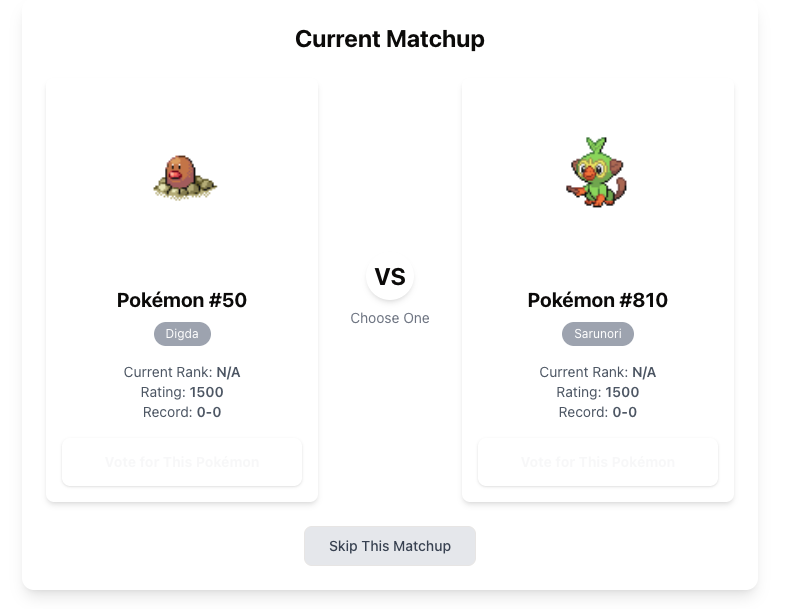 Current Matchup
Pokémon #50
Digda
Current Rank: N/A
Rating: 1500
Record: 0-0
Vote for This Pokémon
VS
Choose One
Pokémon #810
Sarunori
Current Rank: N/A
Rating: 1500
Record: 0-0
Vote for This Pokémon
Skip This Matchup